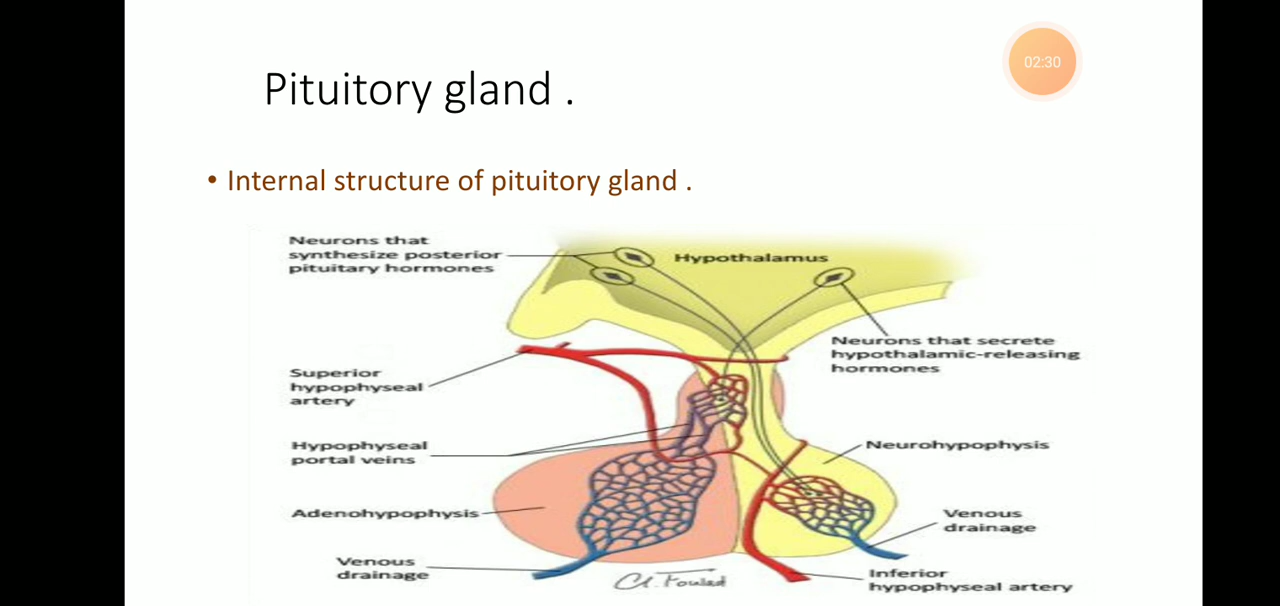 02:30
Pituitory gland .
• Internal structure of pituitory gland .
Neurons that
synthesize posterior
pituitary hormones
Hypothalamus
Neurons that secrete
hypothalamic-releasing
hormones
Superior
hypophyseal
artery
Hypophyseal
portal veins
Neurohypophysis
Adenohypophysis
Venous
drainage
Venous
drainage
Inferior
hypophyseal artery